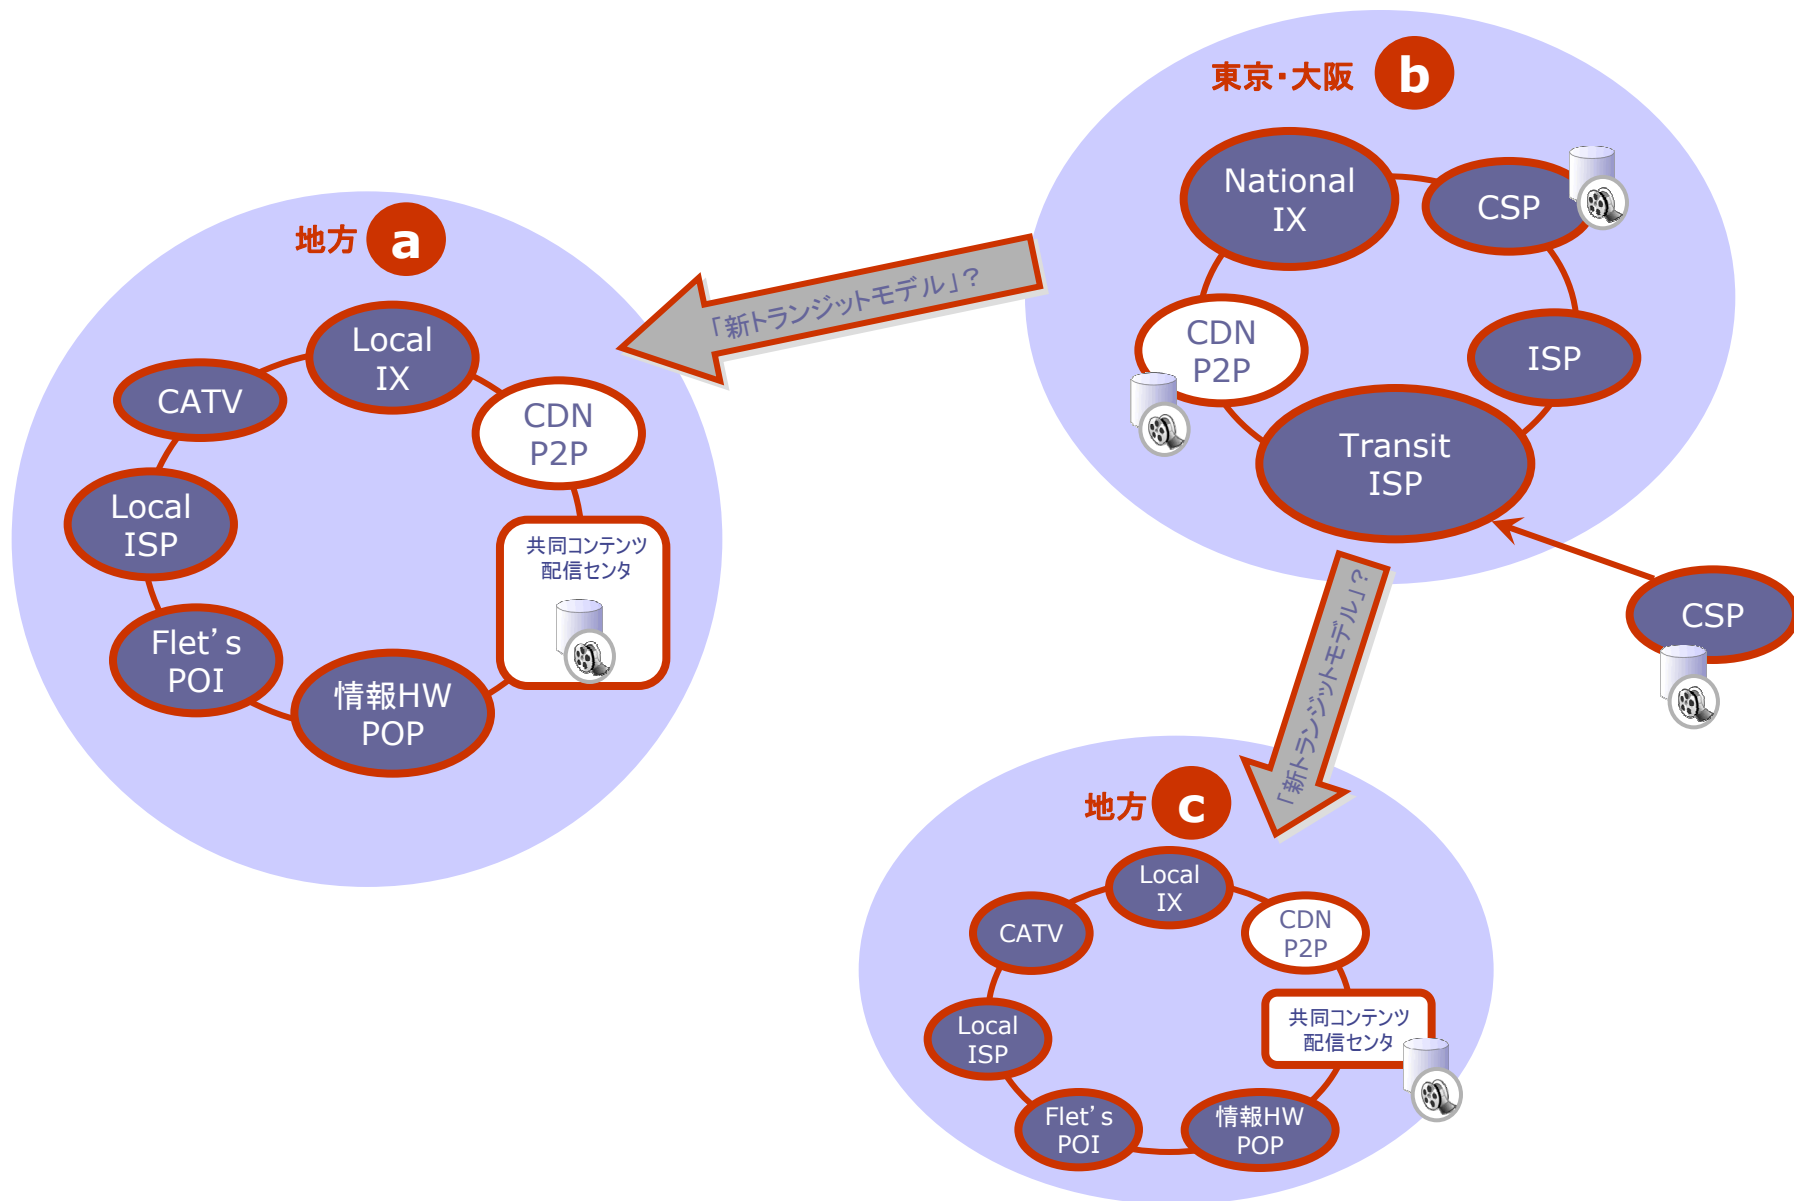 東京・大阪 b
National
IX
CSP
CDN
P2P
ISP
Transit
ISP
CSP
「新トランジットモデル」?
「新トランジットモデル」?
地方 a
Local
IX
CATV
CDN
P2P
Local
ISP
共同コンテンツ
配信センタ
Flet's
POI
情報HW
POP
地方 c
Local
IX
CATV
CDN
P2P
Local
ISP
共同コンテンツ
配信センタ
Flet's
POI
情報HW
POP